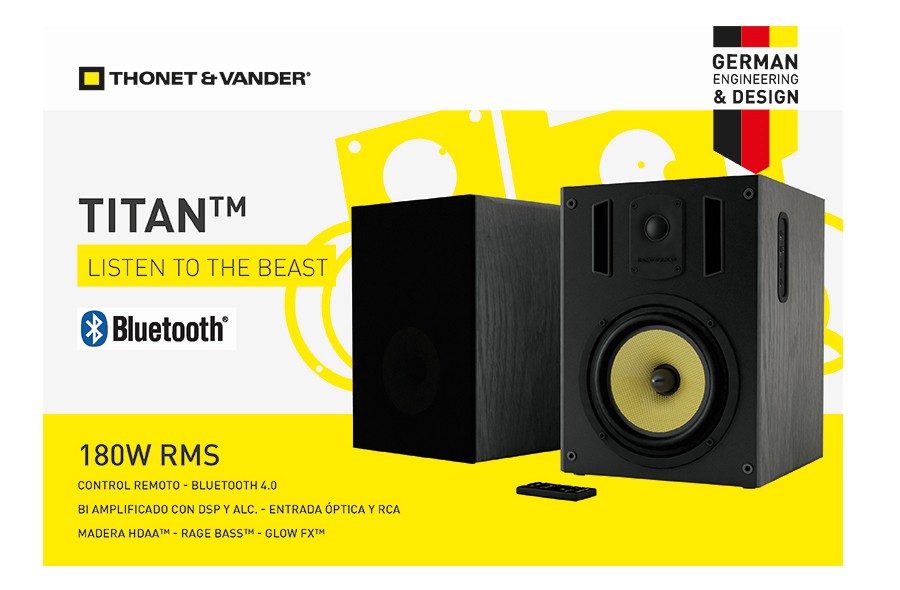 THONET & VANDER®
GERMAN
ENGINEERING
& DESIGN
TITAN™
LISTEN TO THE BEAST
Bluetooth®
180W RMS
CONTROL REMOTO - BLUETOOTH 4.0
BI AMPLIFICADO CON DSP Y ALC. - ENTRADA ÓPTICA Y RCA
MADERA HDAA™ - RAGE BASS™ - GLOW FX™